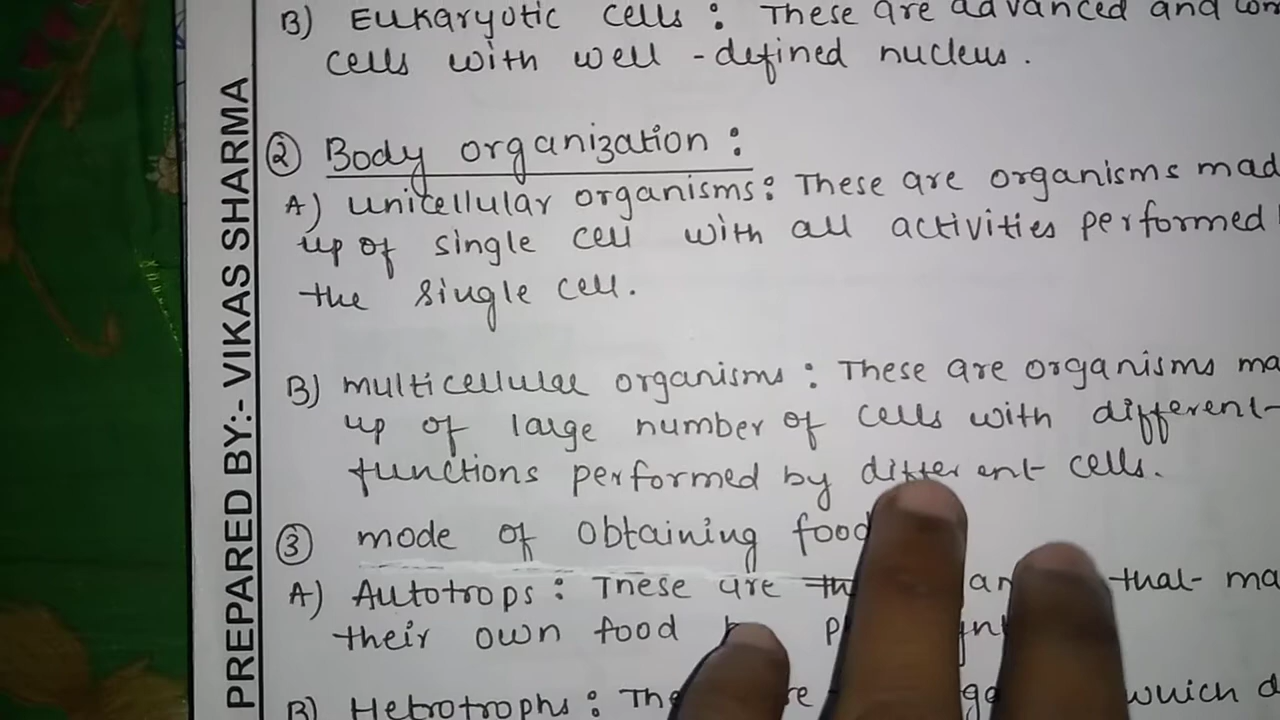 B) Eukaryotic cells : These are advanced and
cells with well-defined nucleus.
② Body organization :
A) unicellular organisms : These are organisms mad
up of single cell with all activities performed
the single cell.
B) multicellular organisms : These are organisms ma
up of large number of cells with different
functions performed by different cells.
③ mode of obtaining food
A) Autotrops : These are that ma
their own food
B) Hetrotrophs : which d
PREPARED BY:- VIKAS SHARMA